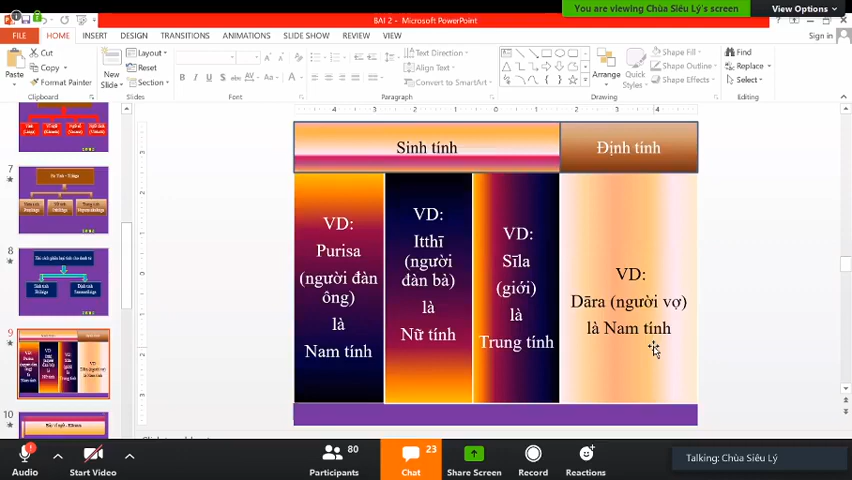 You are viewing Chùa Siêu Lý's screen
View Options
BAI 2 - Microsoft PowerPoint
Sign in
FILE
HOME
INSERT
DESIGN
TRANSITIONS
ANIMATIONS
SLIDE SHOW
REVIEW
VIEW
Paste
Cut
Copy
Format Painter
Clipboard
New
Slide
Layout
Reset
Section
Slides
Font
Text Direction
Align Text
Convert to SmartArt
Paragraph
Arrange
Quick
Styles
Shape Fill
Shape Outline
Shape Effects
Drawing
Find
Replace
Select
Editing
7
8
9
10
Sinh tính
Định tính
VD:
Purisa
(người đàn
ông)
là
Nam tính
VD:
Itthī
(người
đàn bà)
là
Nữ tính
VD:
Sīla
(giới)
là
Trung tính
VD:
Dāra (người vợ)
là Nam tính
Audio
Start Video
80
Participants
23
Chat
Share Screen
Record
Reactions
Talking: Chùa Siêu Lý